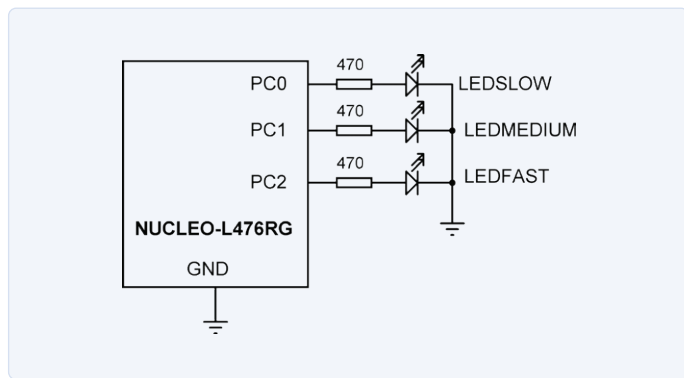 470
PC0 LEDSLOW
470
PC1 LEDMEDIUM
470
PC2 LEDFAST
NUCLEO-L476RG
GND